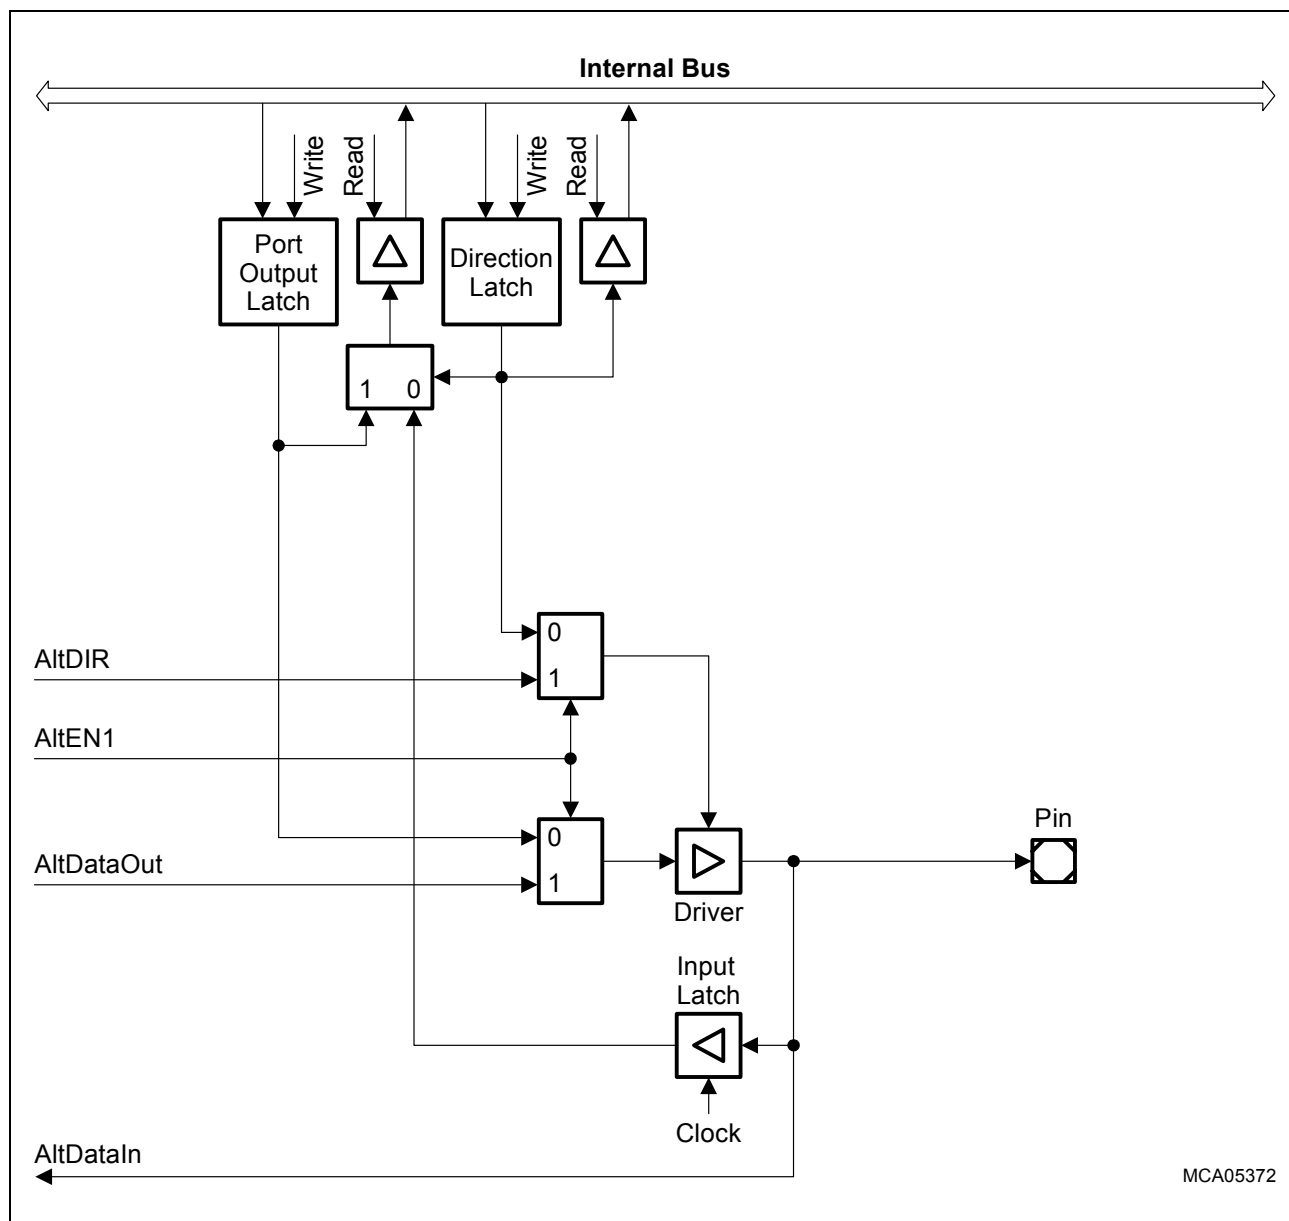 Internal Bus
Write
Read
Write
Read
Port
Output
Latch
Direction
Latch
1 0
0
AltDIR
1
AltEN1
0
AltDataOut
1
Pin
Driver
Input
Latch
Clock
AltDataIn
MCA05372